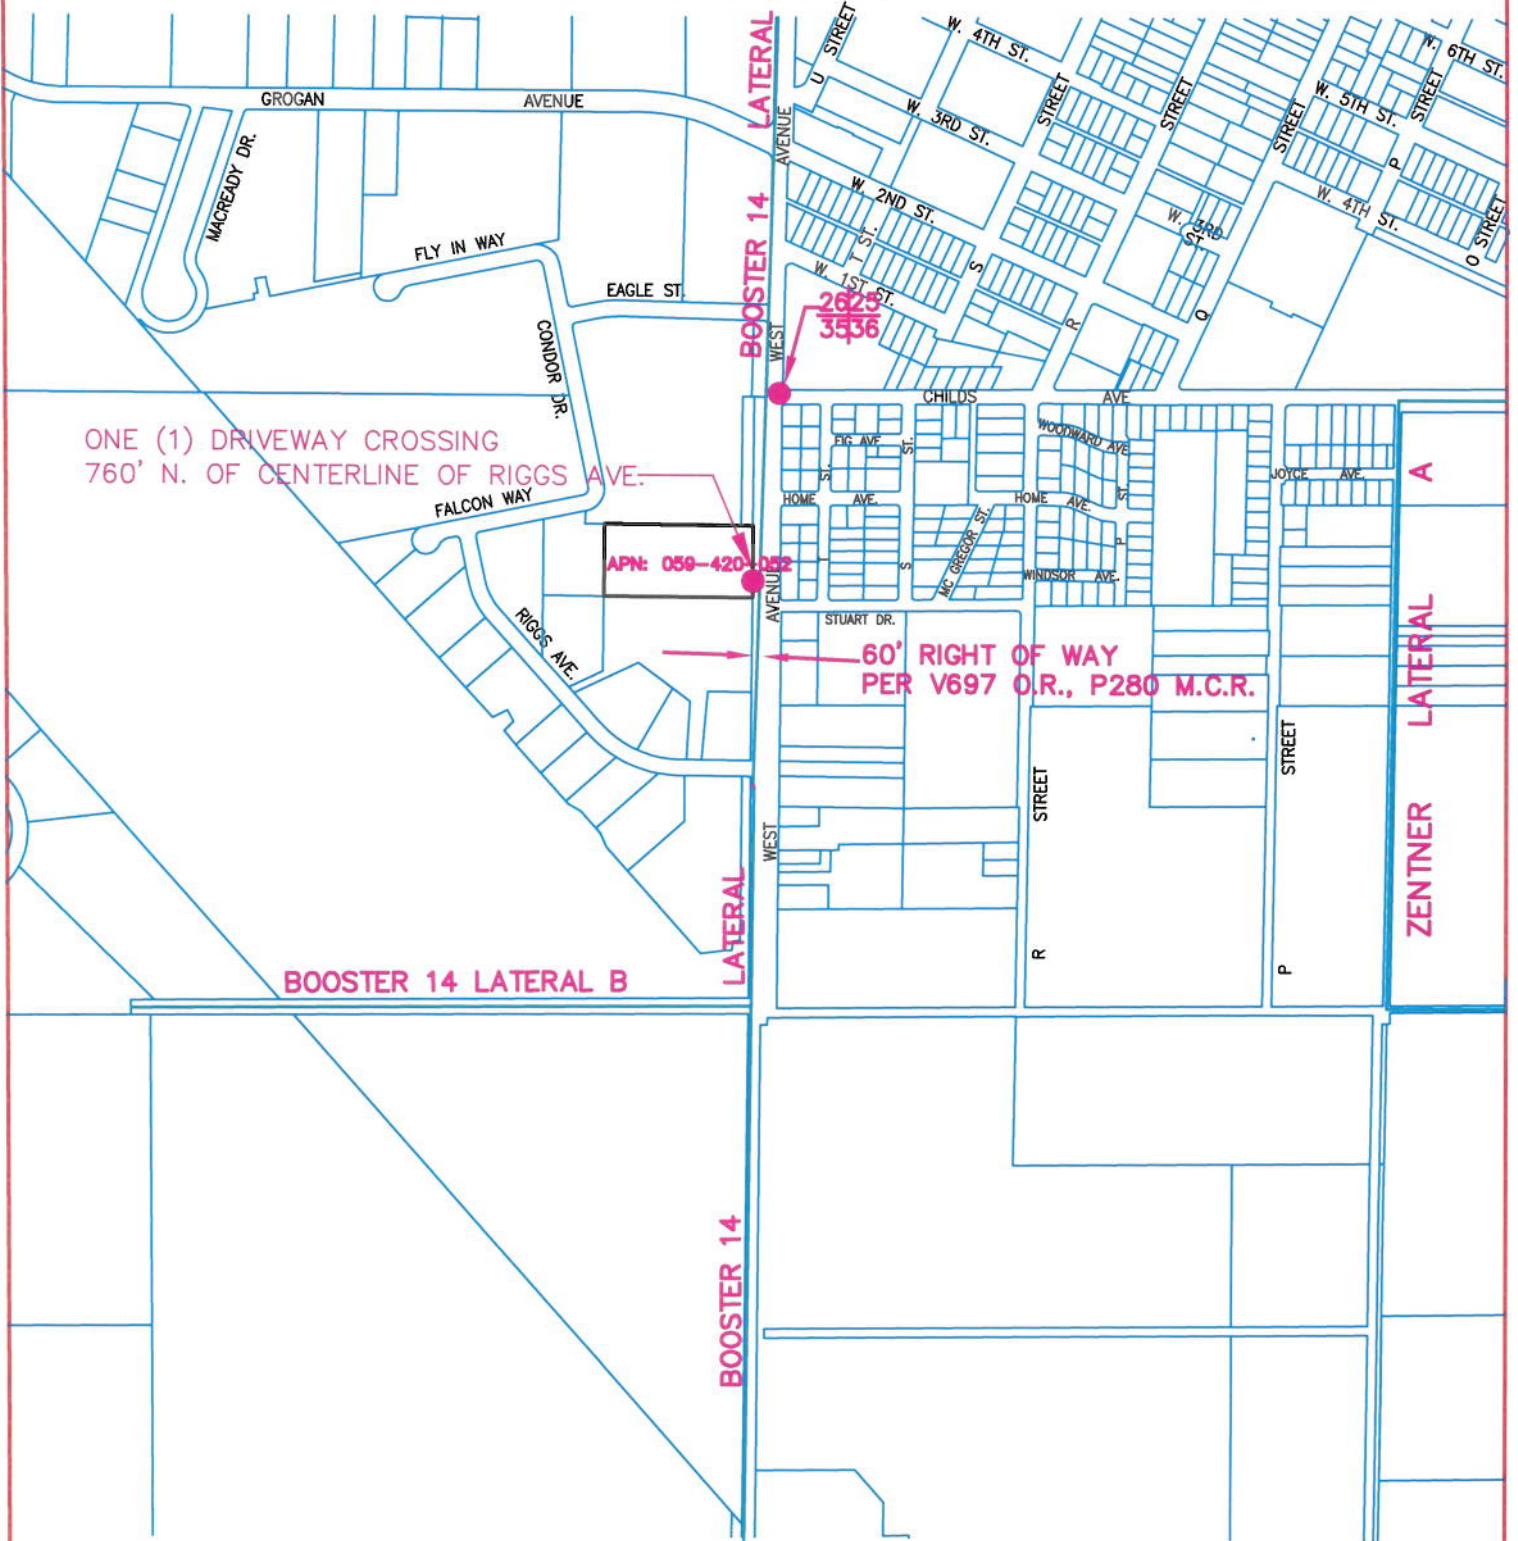 W. 4TH ST.
W. 6TH ST.
U STREET
BOOSTER 14 LATERAL
GROGAN AVENUE
AVENUE
W. 3RD ST.
STREET
STREET
STREET
W. 5TH ST.
STREET
P
MACREADY DR.
W. 2ND ST.
W. 4TH ST.
W. 3RD
ST.
O STREET
T ST.
FLY IN WAY
W. 1ST ST.
S
R
Q
EAGLE ST.
2625
3536
WEST
CONDOR DR.
CHILDS AVE
ONE (1) DRIVEWAY CROSSING
760' N. OF CENTERLINE OF RIGGS AVE.
FIG AVE.
ST.
ST.
WOODWARD AVE
JOYCE AVE.
A
FALCON WAY
HOME AVE.
HOME AVE.
ST.
MC GREGOR ST.
T
S
P
APN: 059-420-052
AVENUE
WINDSOR AVE.
RIGGS AVE.
STUART DR.
60' RIGHT OF WAY
PER V697 O.R., P280 M.C.R.
ZENTNER LATERAL
STREET
STREET
WEST
R
P
LATERAL
BOOSTER 14 LATERAL B
BOOSTER 14